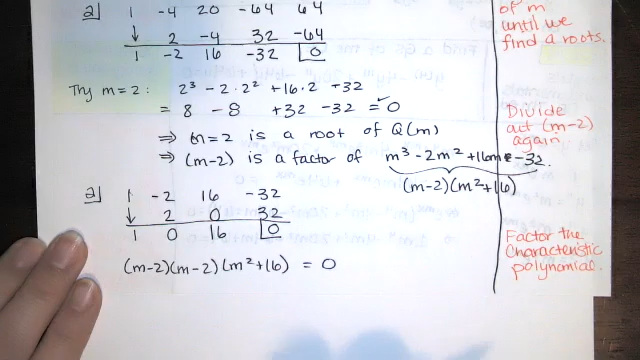 2| 1 -4 20 -64 64
↓ 2 -4 32 -64
1 -2 16 -32 0
Try m=2: 2³ - 2·2² + 16·2 - 32
= 8 - 8 + 32 - 32 = 0
⇒ m=2 is a root of Q(m)
⇒ (m-2) is a factor of m³ - 2m² + 16m - 32.
(m-2)(m²+16)
2| 1 -2 16 -32
↓ 2 0 32
1 0 16 0
(m-2)(m-2)(m²+16) = 0
of m
until we
find a roots.
Divide
act (m-2)
again
Factor the
Characteristic
polynomial.